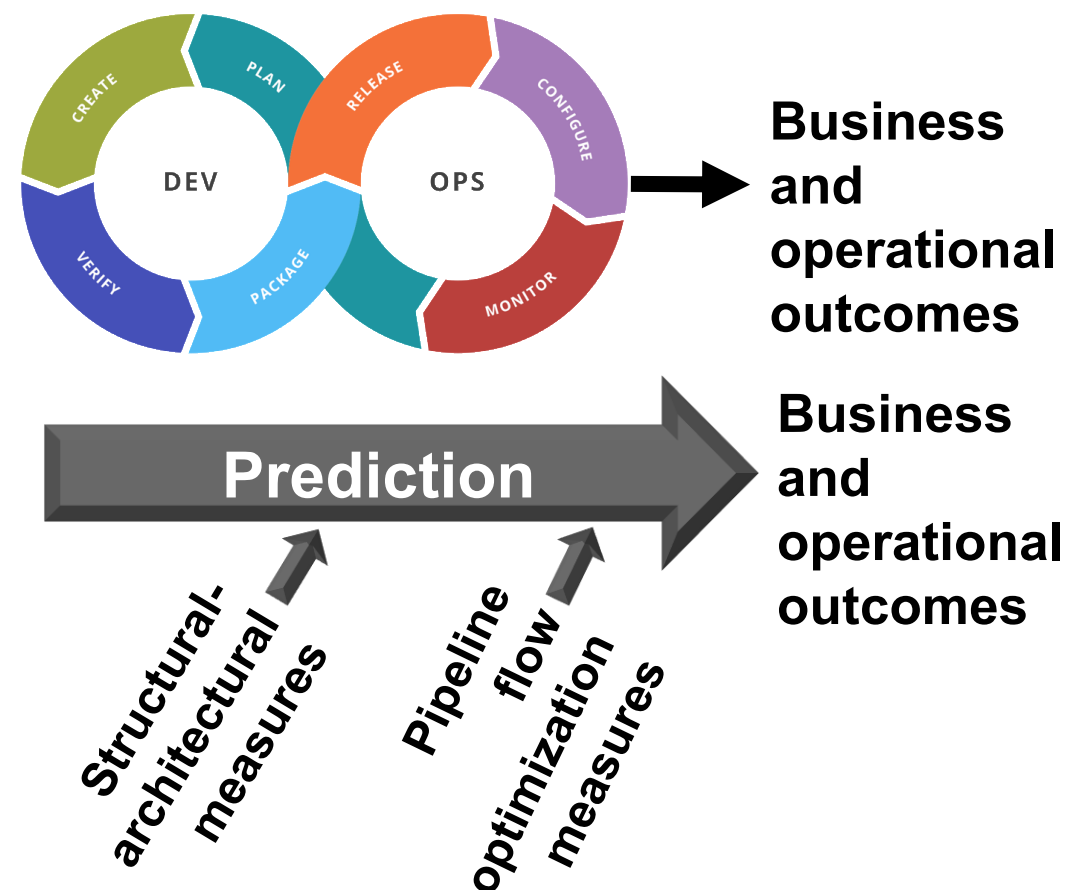 CREATE
PLAN
RELEASE
CONFIGURE
DEV
OPS
VERIFY
PACKAGE
MONITOR
Business
and
operational
outcomes
Prediction
Business
and
operational
outcomes
Structural-
architectural
measures
Pipeline
flow
optimization
measures